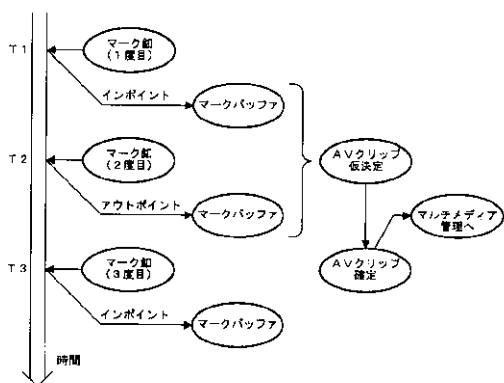 T1
マーク釦
(1度目)
インポイント
マークバッファ
T2
マーク釦
(2度目)
AVクリップ
仮決定
アウトポイント
マークバッファ
マルチメディア
管理へ
T3
マーク釦
(3度目)
AVクリップ
確定
インポイント
マークバッファ
時間